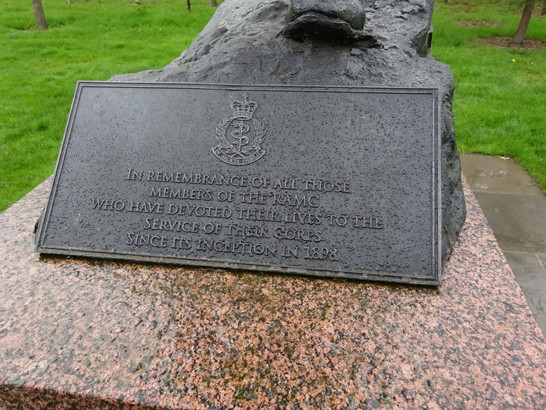 IN REMEMBRANCE OF ALL THOSE
MEMBERS OF THE RAMC
WHO HAVE DEVOTED THEIR LIVES TO THE
SERVICE OF THEIR CORPS
SINCE ITS INCEPTION IN 1898